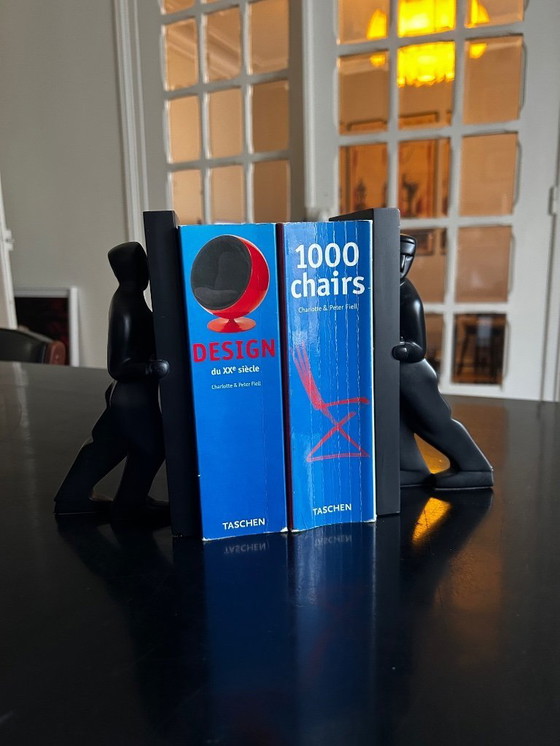 DESIGN
du XXe siècle
Charlotte & Peter Fiell
TASCHEN
1000
chairs
Charlotte & Peter Fiell
TASCHEN